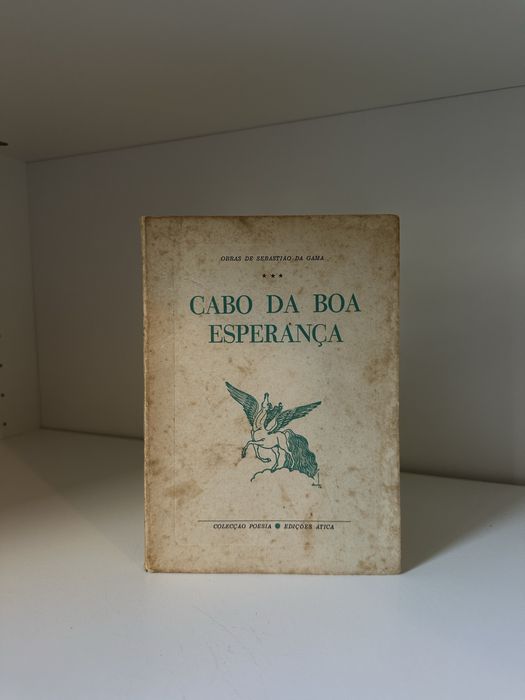 OBRAS DE SEBASTIÃO DA GAMA
★ ★ ★
CABO DA BOA
ESPERANÇA
COLECÇÃO POESIA ● EDIÇÕES ÁTICA